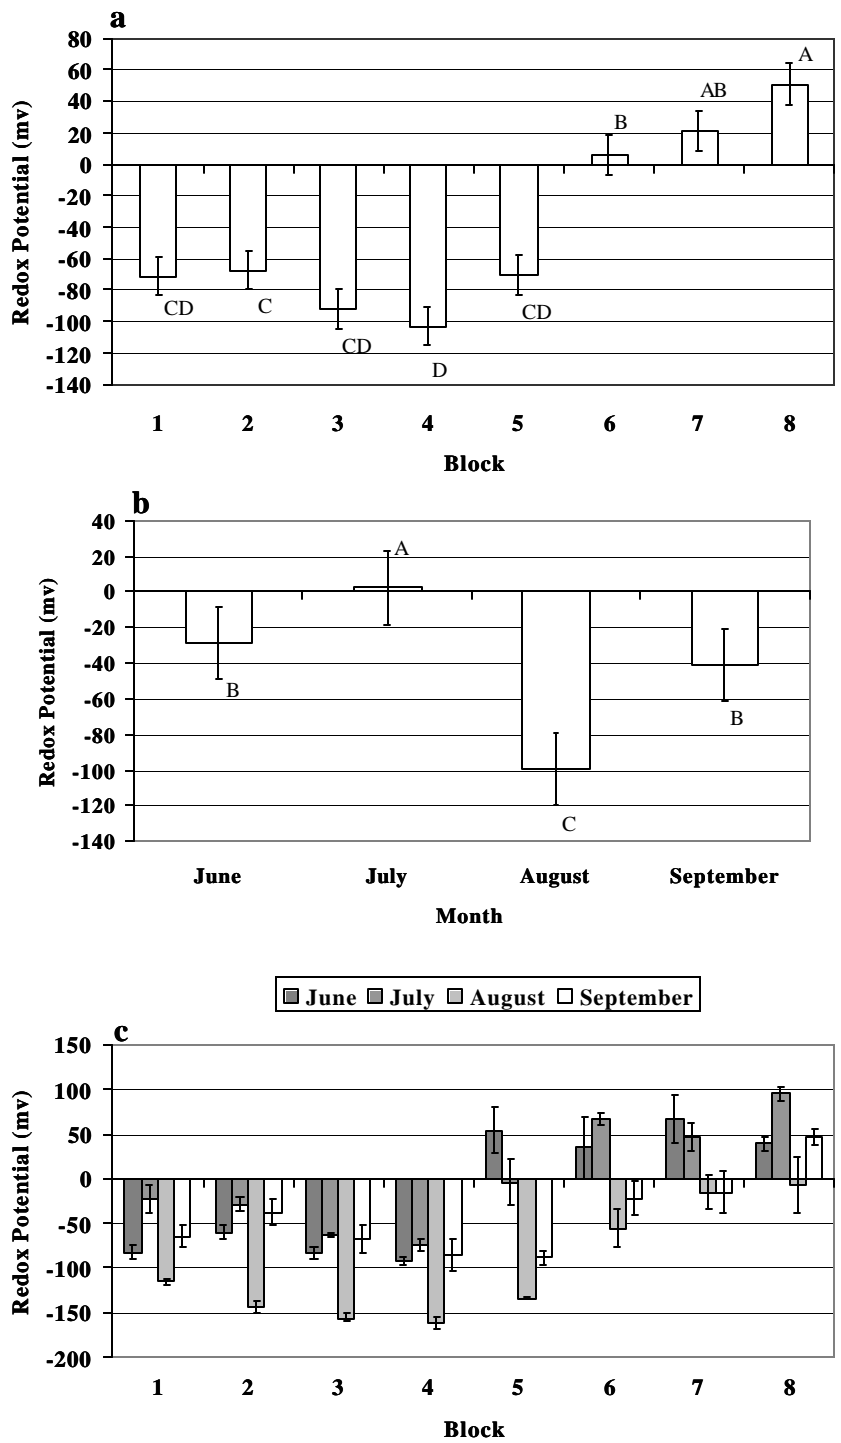 a
80
60
40
20
0
-20
-40
-60
-80
-100
-120
-140
Redox Potential (mv)
A
AB
B
CD
C
CD
D
CD
1 2 3 4 5 6 7 8
Block
b
40
20
0
-20
-40
-60
-80
-100
-120
-140
Redox Potential (mv)
A
B
B
C
June July August September
Month
June July August September
c
150
100
50
0
-50
-100
-150
-200
Redox Potential (mv)
1 2 3 4 5 6 7 8
Block